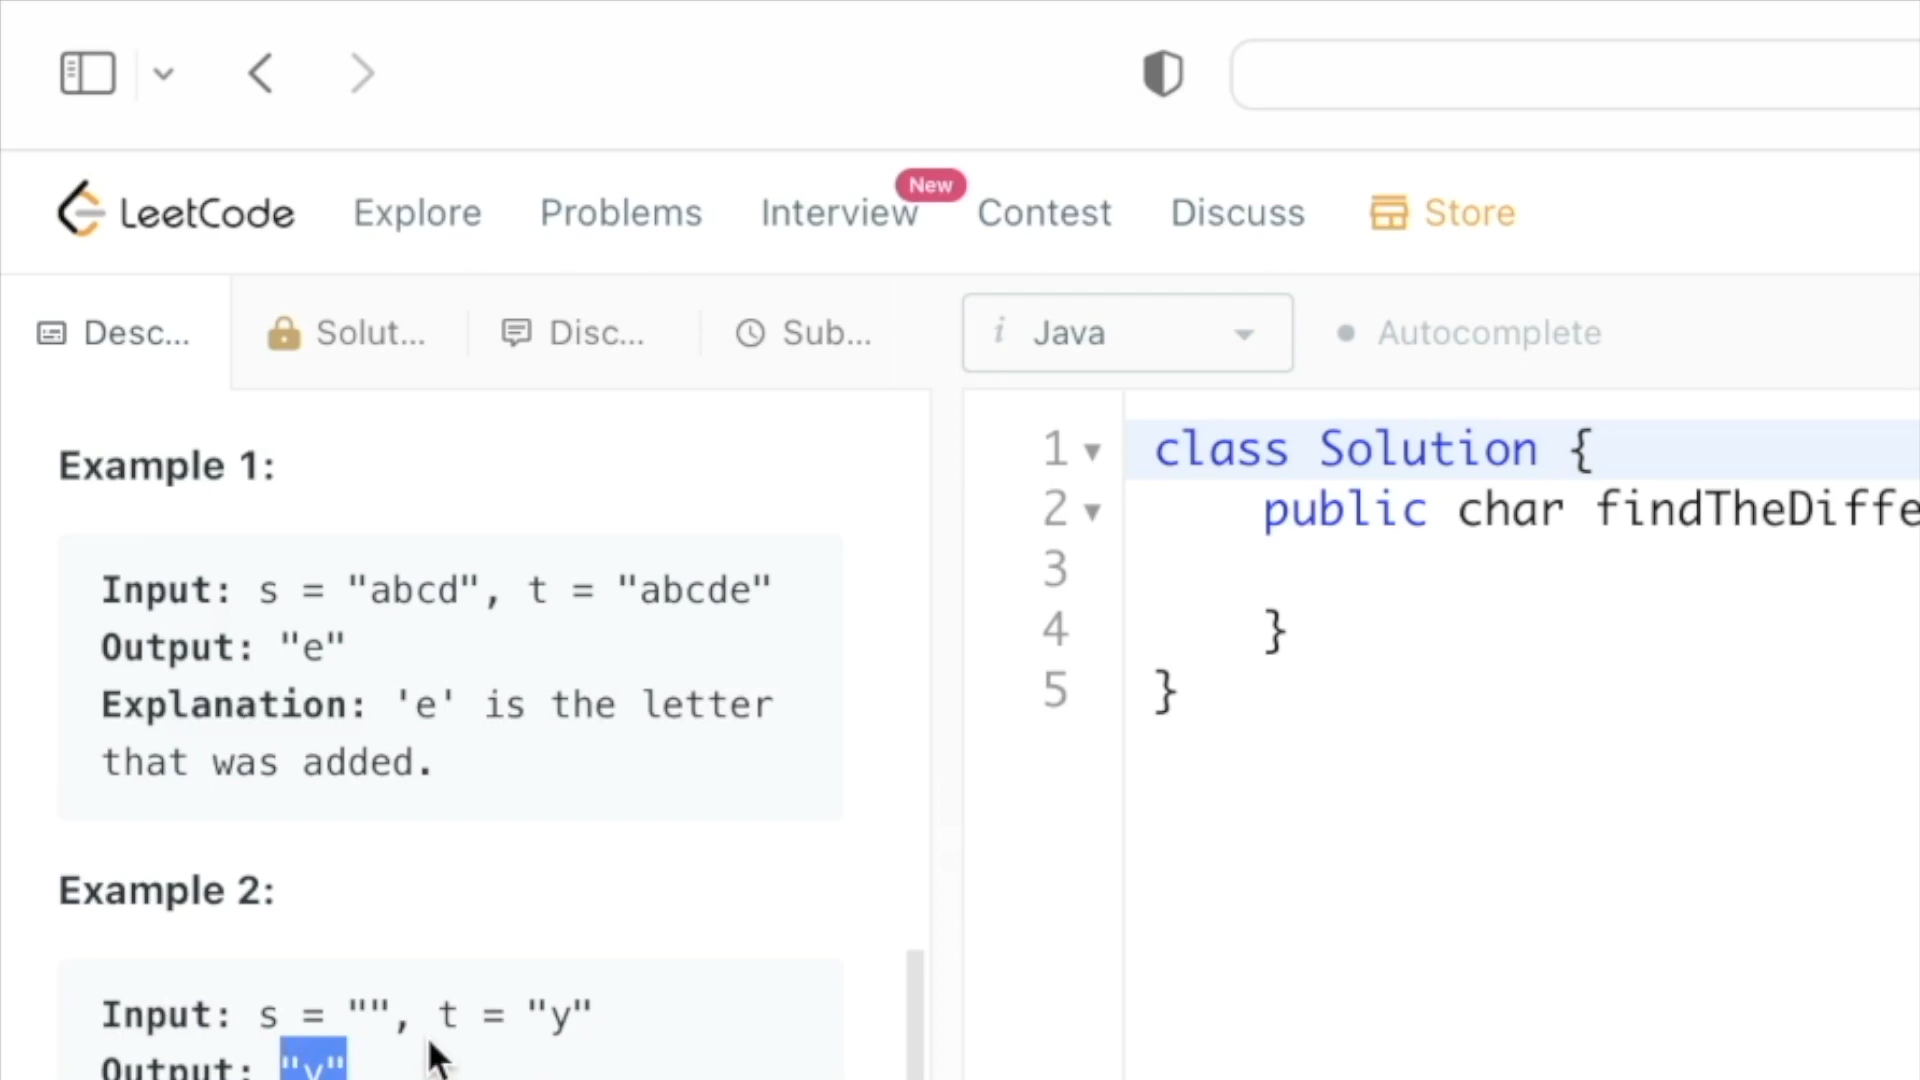 LeetCode Explore Problems Interview New Contest Discuss Store
Desc... Solut... Disc... Sub...
i Java Autocomplete
Example 1:
Input: s = "abcd", t = "abcde"
Output: "e"
Explanation: 'e' is the letter
that was added.
Example 2:
Input: s = "", t = "y"
Output: "y"
1 class Solution {
2 public char findTheDiffe
3
4 }
5 }